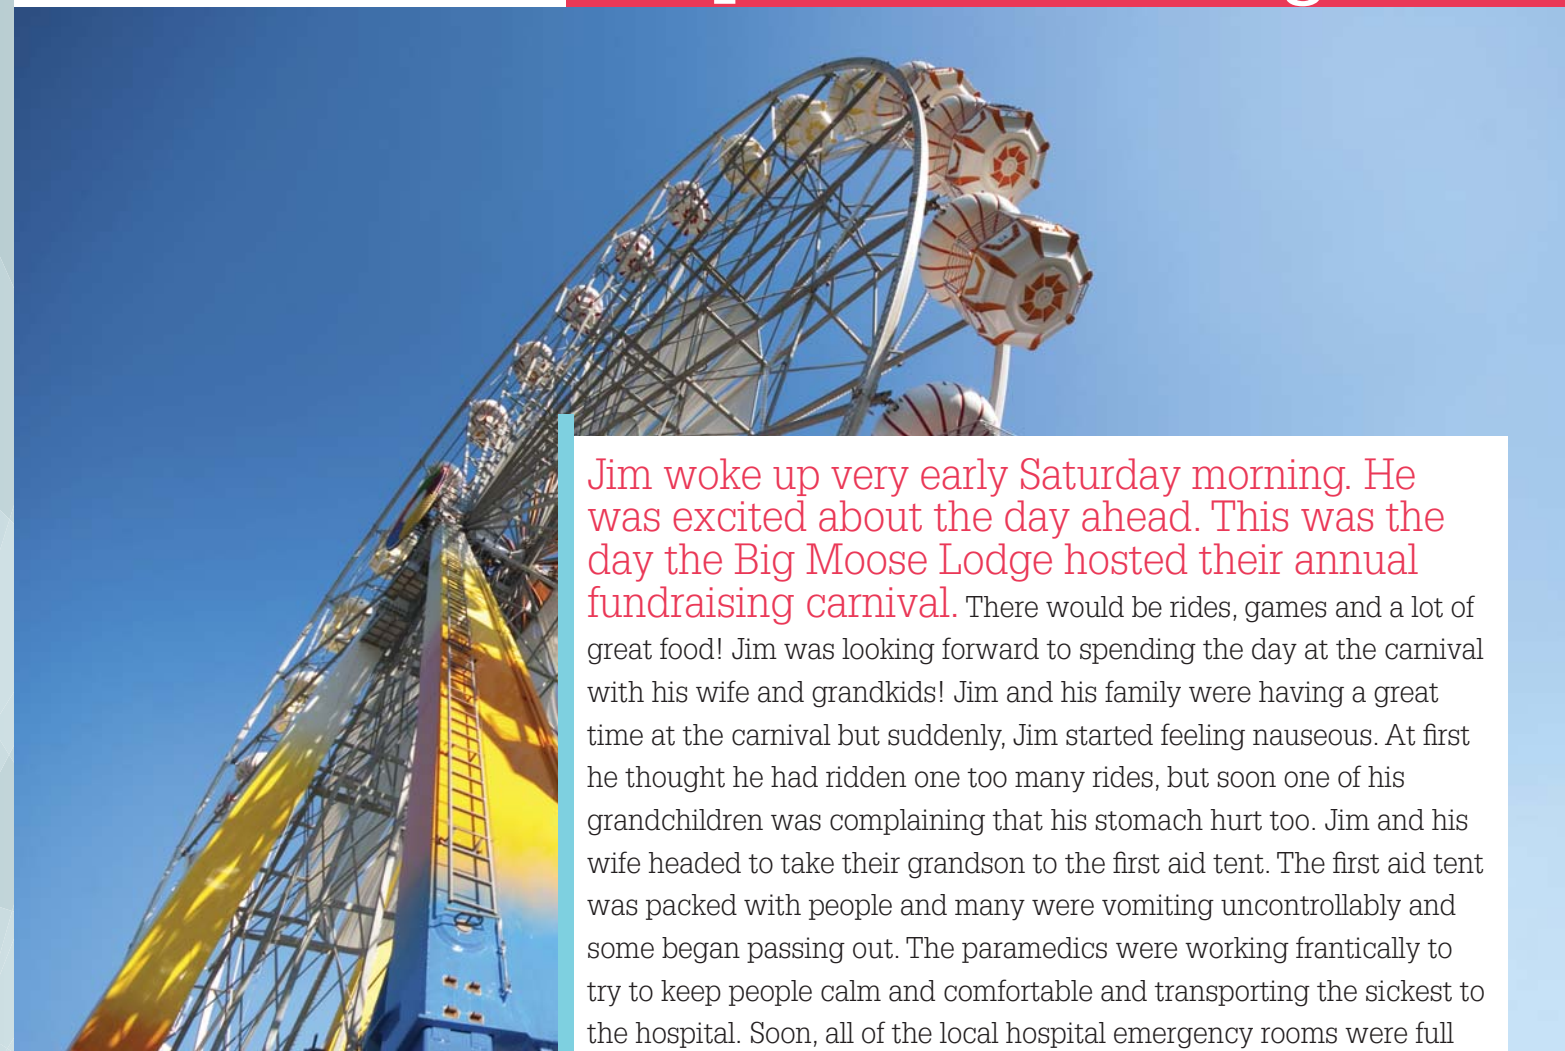 Jim woke up very early Saturday morning. He
was excited about the day ahead. This was the
day the Big Moose Lodge hosted their annual
fundraising carnival. There would be rides, games and a lot of
great food! Jim was looking forward to spending the day at the carnival
with his wife and grandkids! Jim and his family were having a great
time at the carnival but suddenly, Jim started feeling nauseous. At first
he thought he had ridden one too many rides, but soon one of his
grandchildren was complaining that his stomach hurt too. Jim and his
wife headed to take their grandson to the first aid tent. The first aid tent
was packed with people and many were vomiting uncontrollably and
some began passing out. The paramedics were working frantically to
try to keep people calm and comfortable and transporting the sickest to
the hospital. Soon, all of the local hospital emergency rooms were full